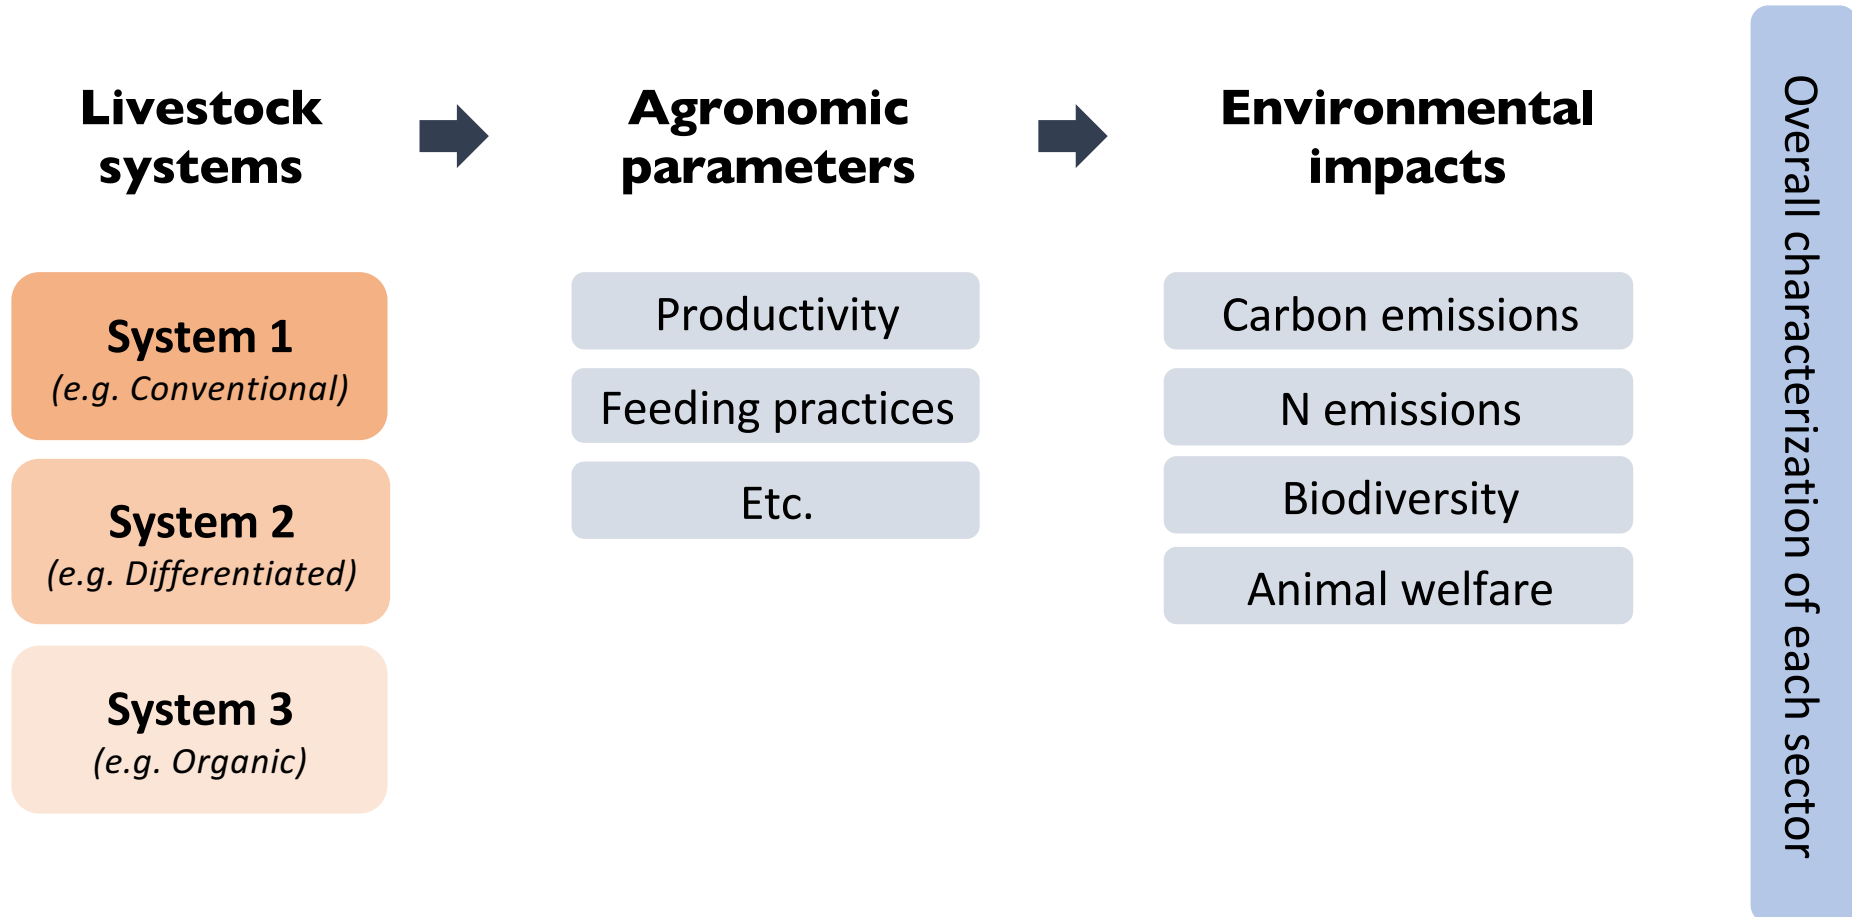 Livestock
systems
Agronomic
parameters
Environmental
impacts
System 1
(e.g. Conventional)
System 2
(e.g. Differentiated)
System 3
(e.g. Organic)
Productivity
Feeding practices
Etc.
Carbon emissions
N emissions
Biodiversity
Animal welfare
Overall characterization of each sector